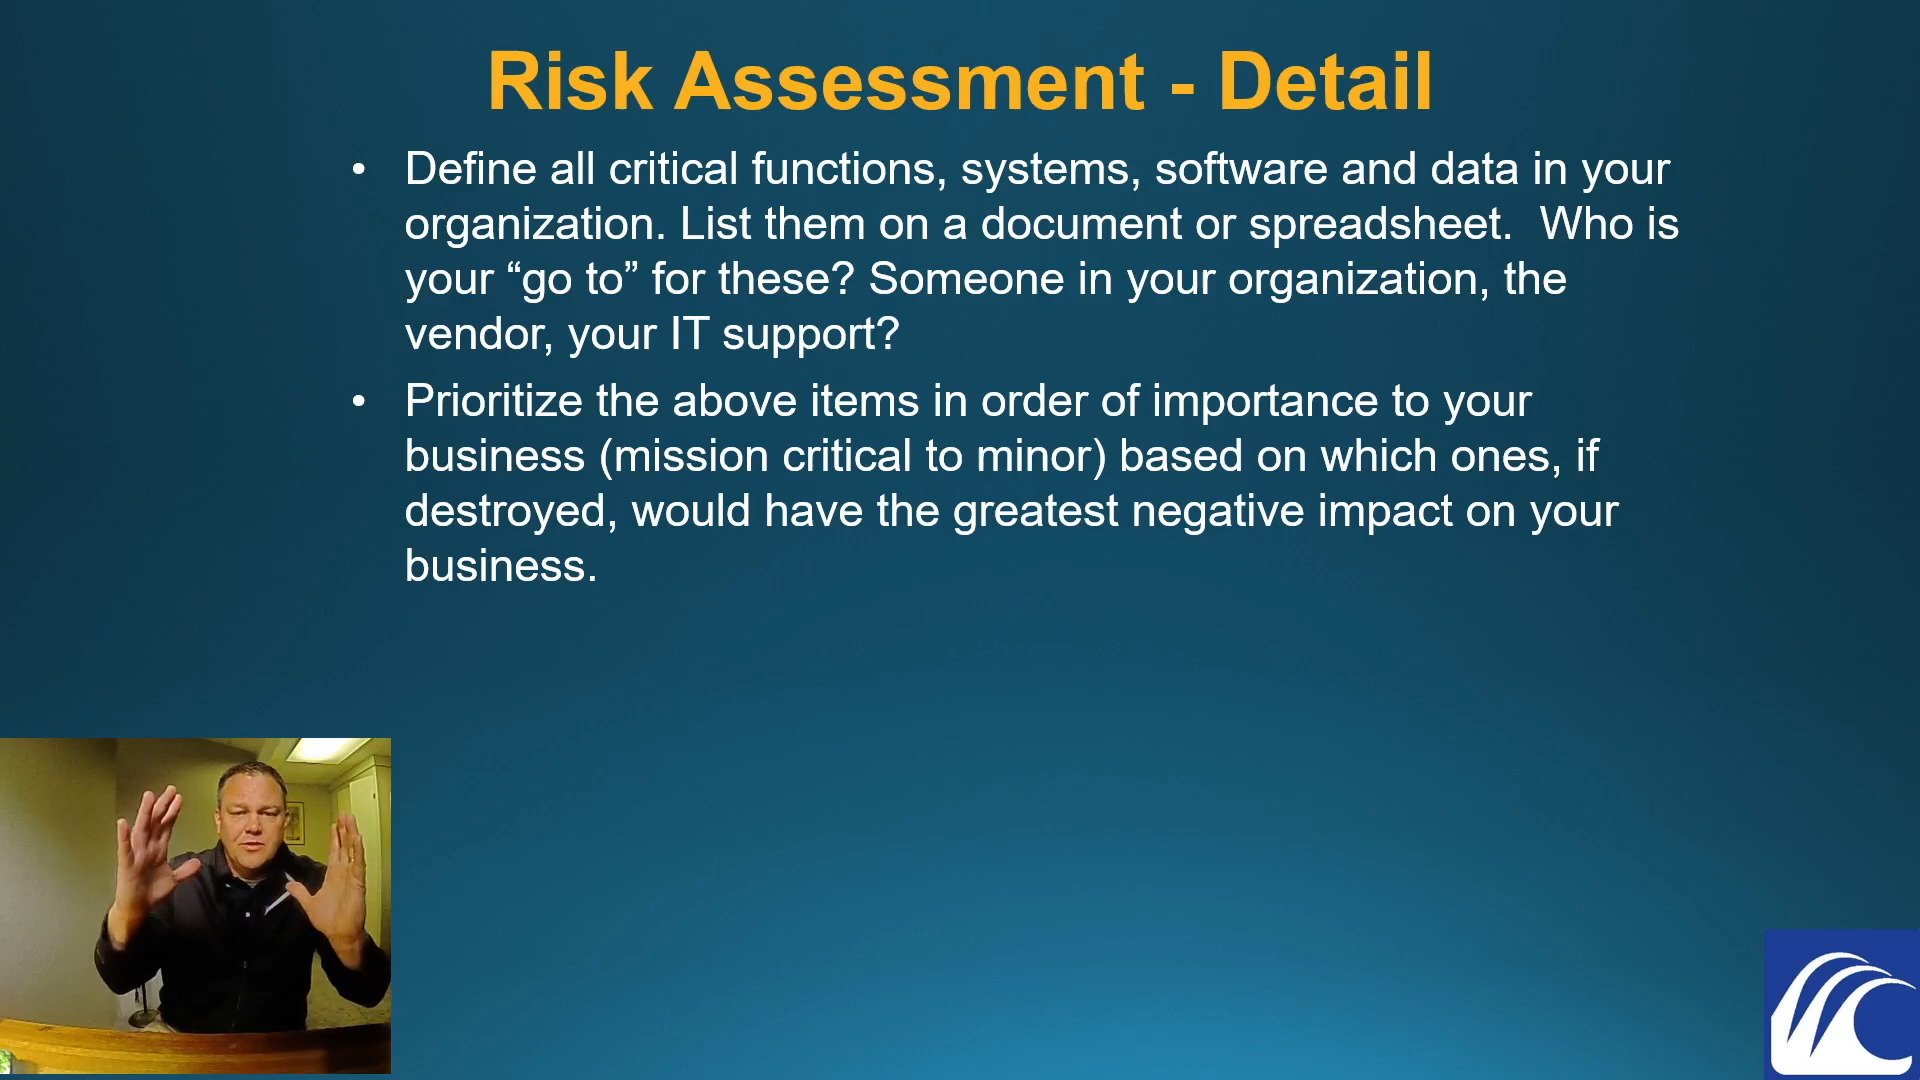 Risk Assessment - Detail
• Define all critical functions, systems, software and data in your
organization. List them on a document or spreadsheet.  Who is
your “go to” for these? Someone in your organization, the
vendor, your IT support?
• Prioritize the above items in order of importance to your
business (mission critical to minor) based on which ones, if
destroyed, would have the greatest negative impact on your
business.